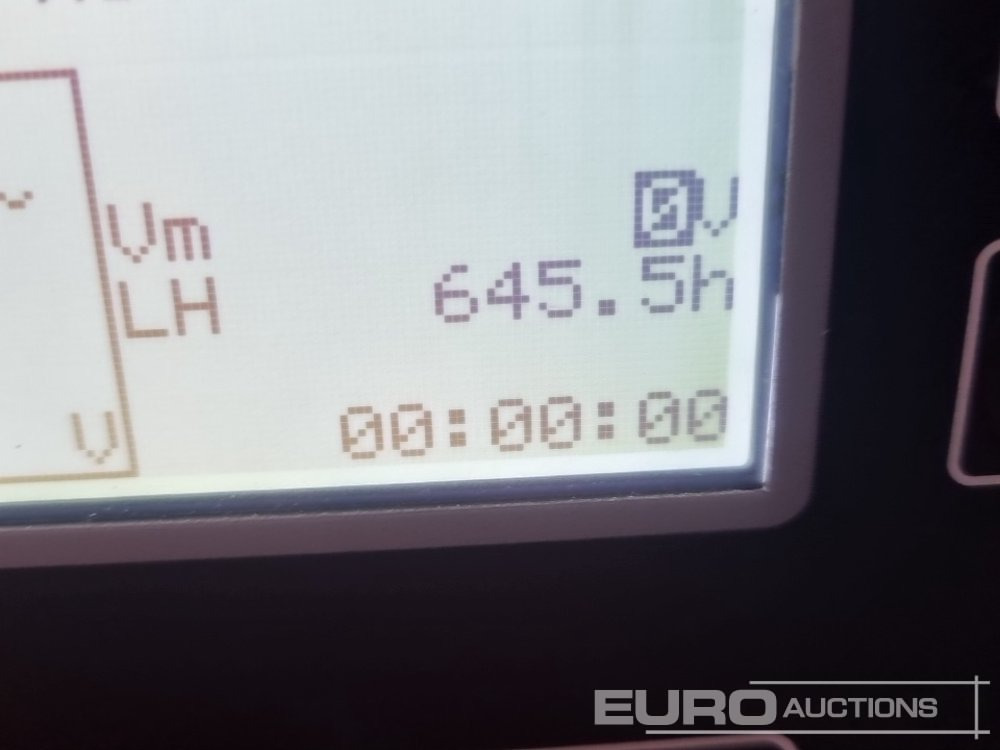 Vm 0V
LH 645.5h
V 00:00:00
EURO AUCTIONS